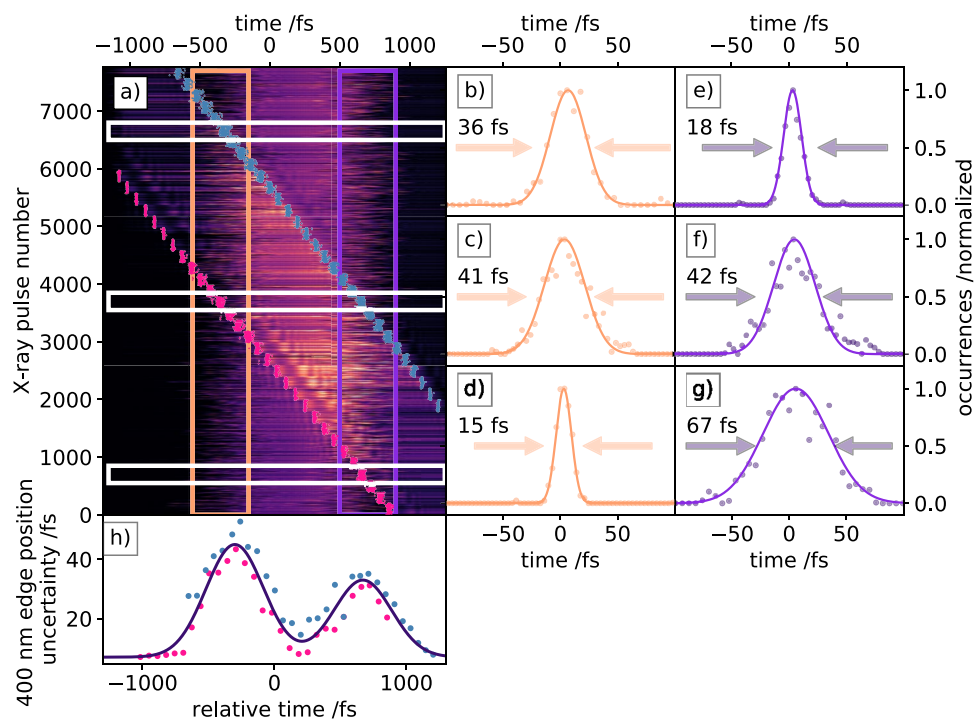 time /fs
time /fs
time /fs
−1000 −500 0 500 1000
−50 0 50
−50 0 50
a)
b)
e)
36 fs
18 fs
c)
f)
41 fs
42 fs
d)
g)
15 fs
67 fs
X-ray pulse number
7000
6000
5000
4000
3000
2000
1000
0
1.0
0.5
0.0
1.0
0.5
0.0
1.0
0.5
0.0
occurrences /normalized
−50 0 50
−50 0 50
time /fs
time /fs
h)
400 nm edge position
uncertainty /fs
40
20
−1000 0 1000
relative time /fs